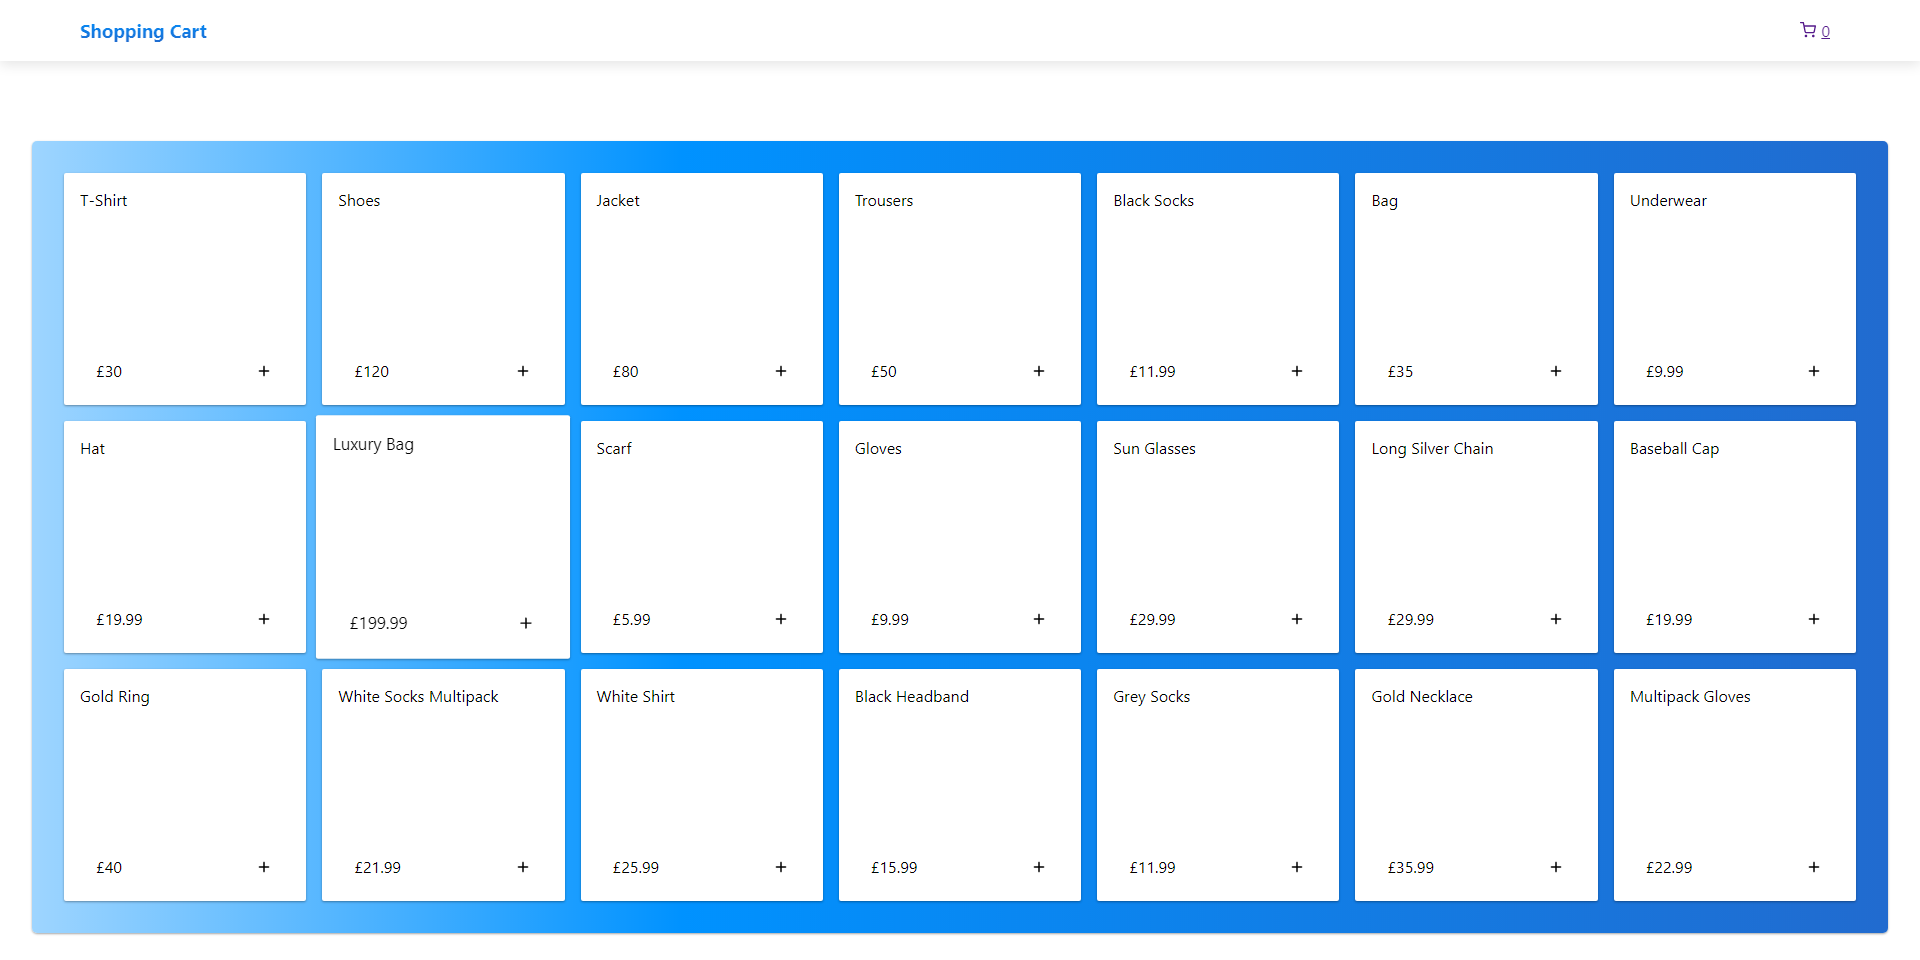 Shopping Cart
0
T-Shirt
Shoes
Jacket
Trousers
Black Socks
Bag
Underwear
£30
£120
£80
£50
£11.99
£35
£9.99
Hat
Luxury Bag
Scarf
Gloves
Sun Glasses
Long Silver Chain
Baseball Cap
£19.99
£199.99
£5.99
£9.99
£29.99
£29.99
£19.99
Gold Ring
White Socks Multipack
White Shirt
Black Headband
Grey Socks
Gold Necklace
Multipack Gloves
£40
£21.99
£25.99
£15.99
£11.99
£35.99
£22.99